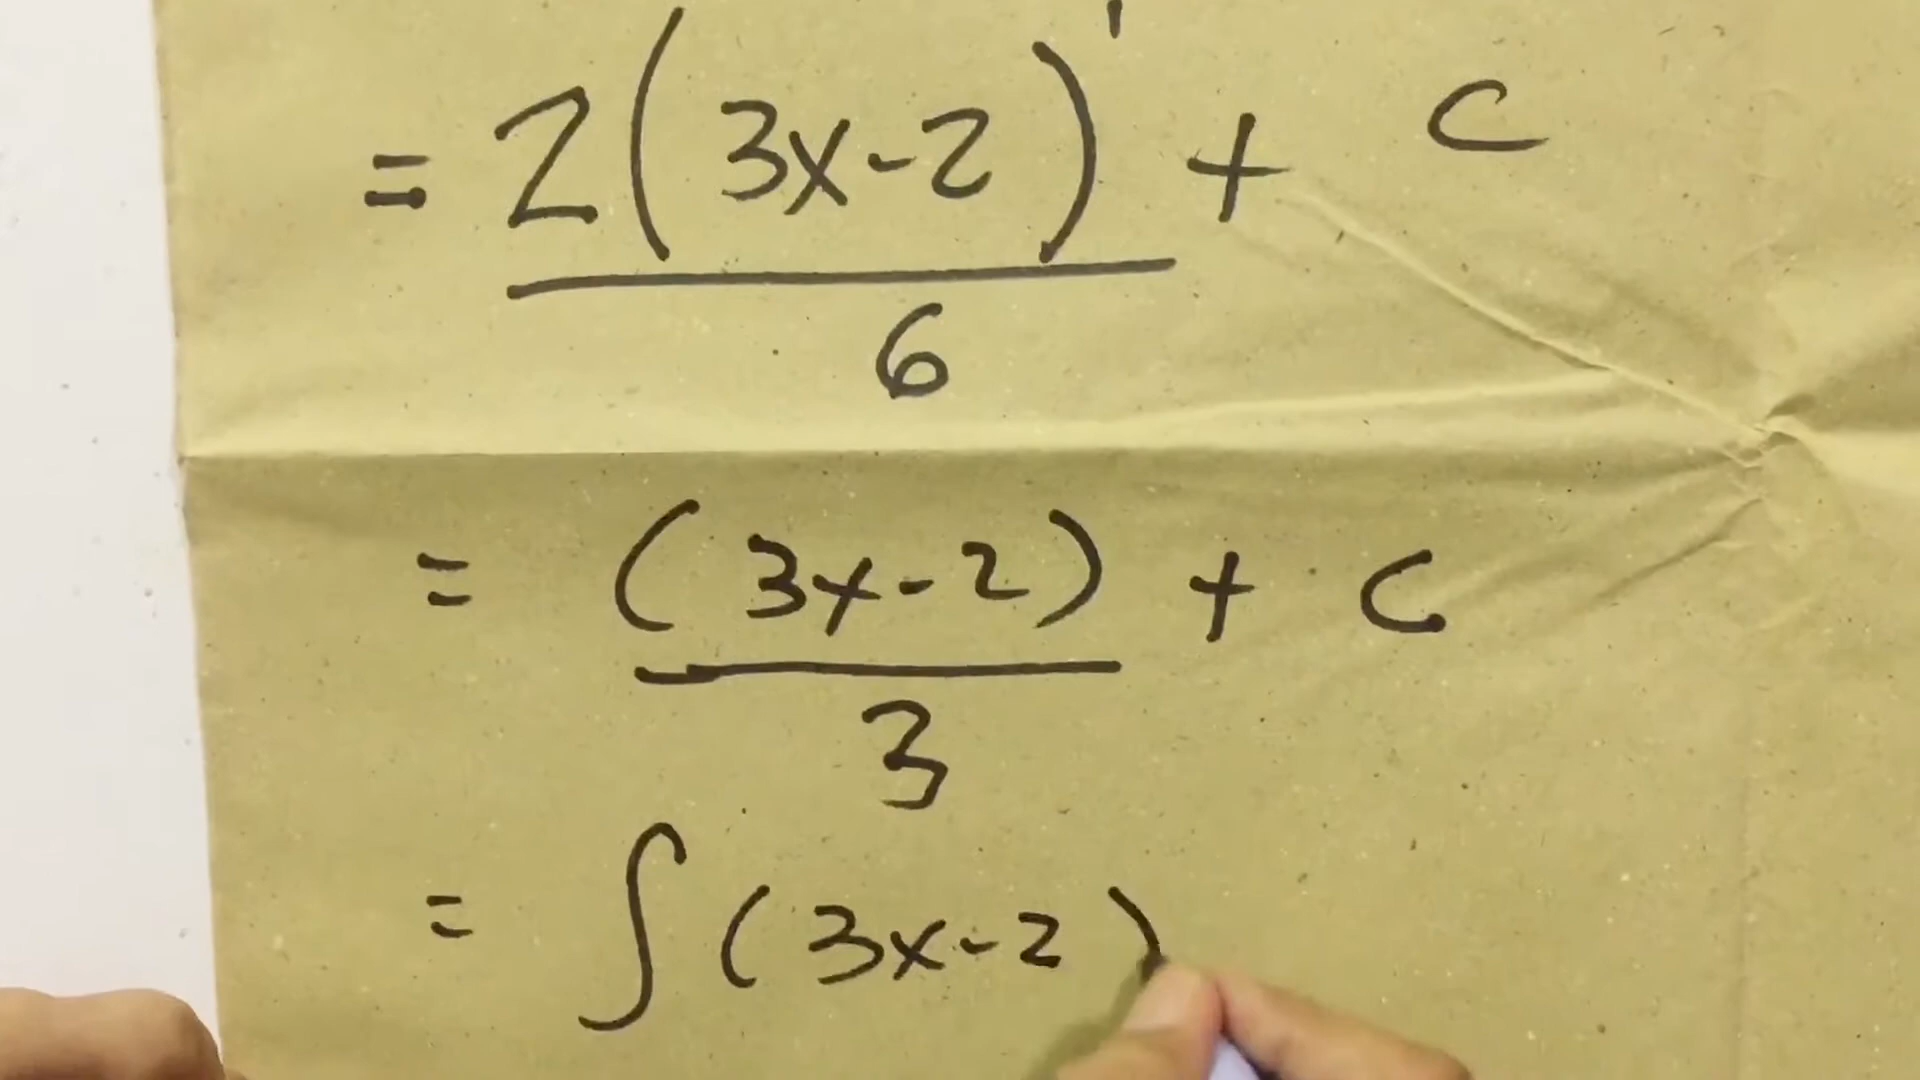 = 2(3x-2)' + c
6
= (3x-2) + c
3
= ∫(3x-2)